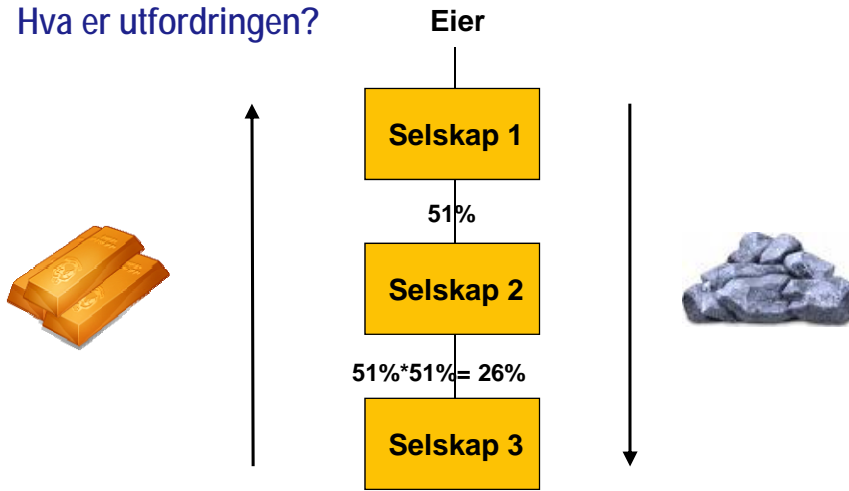 Hva er utfordringen?
Eier
Selskap 1
51%
Selskap 2
51%*51%= 26%
Selskap 3